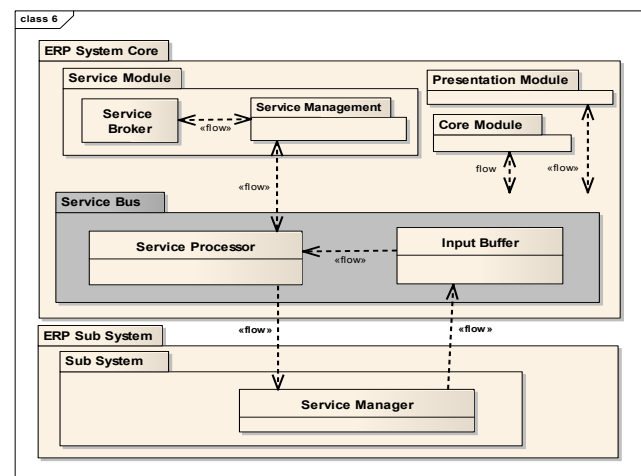 class 6
ERP System Core
Service Module
Service
Broker
«flow»
Service Management
Presentation Module
Core Module
flow
«flow»
«flow»
Service Bus
Service Processor
«flow»
Input Buffer
«flow»
«flow»
ERP Sub System
Sub System
Service Manager